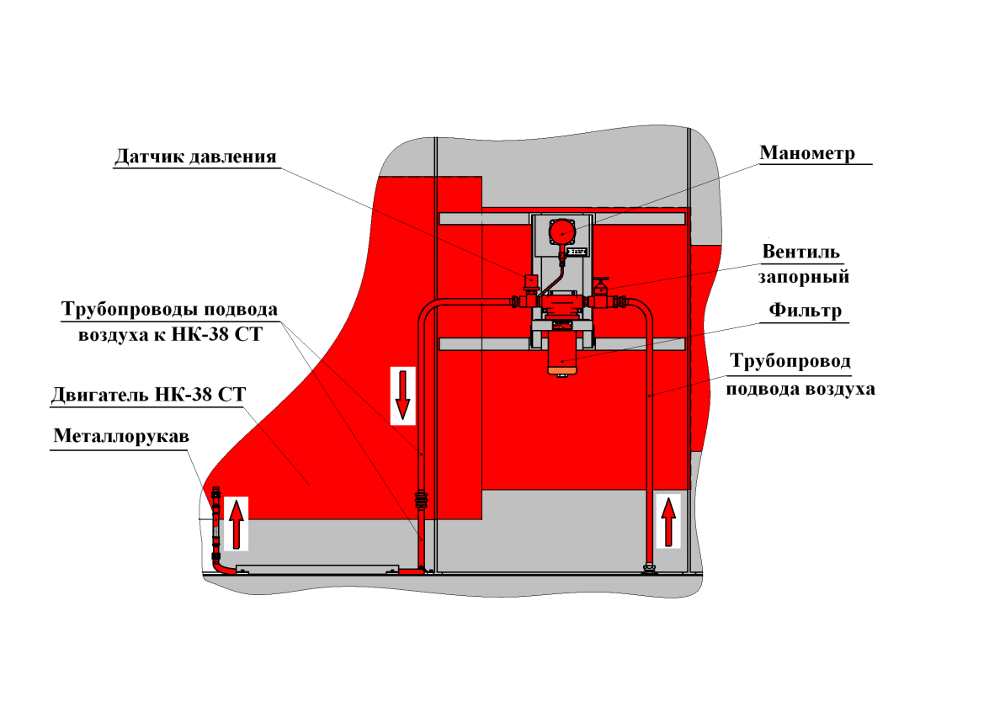 Датчик давления
Манометр
Вентиль
запорный
Трубопроводы подвода
воздуха к НК-38 СТ
Фильтр
Трубопровод
подвода воздуха
Двигатель НК-38 СТ
Металлорукав